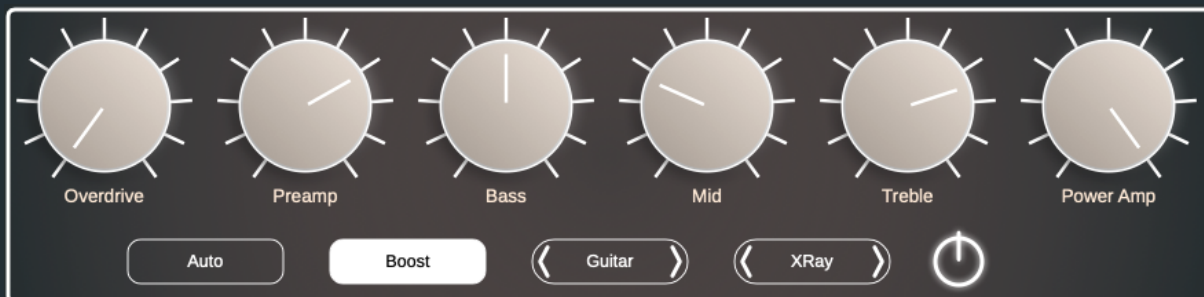 Overdrive
Preamp
Bass
Mid
Treble
Power Amp
Auto
Boost
Guitar
XRay